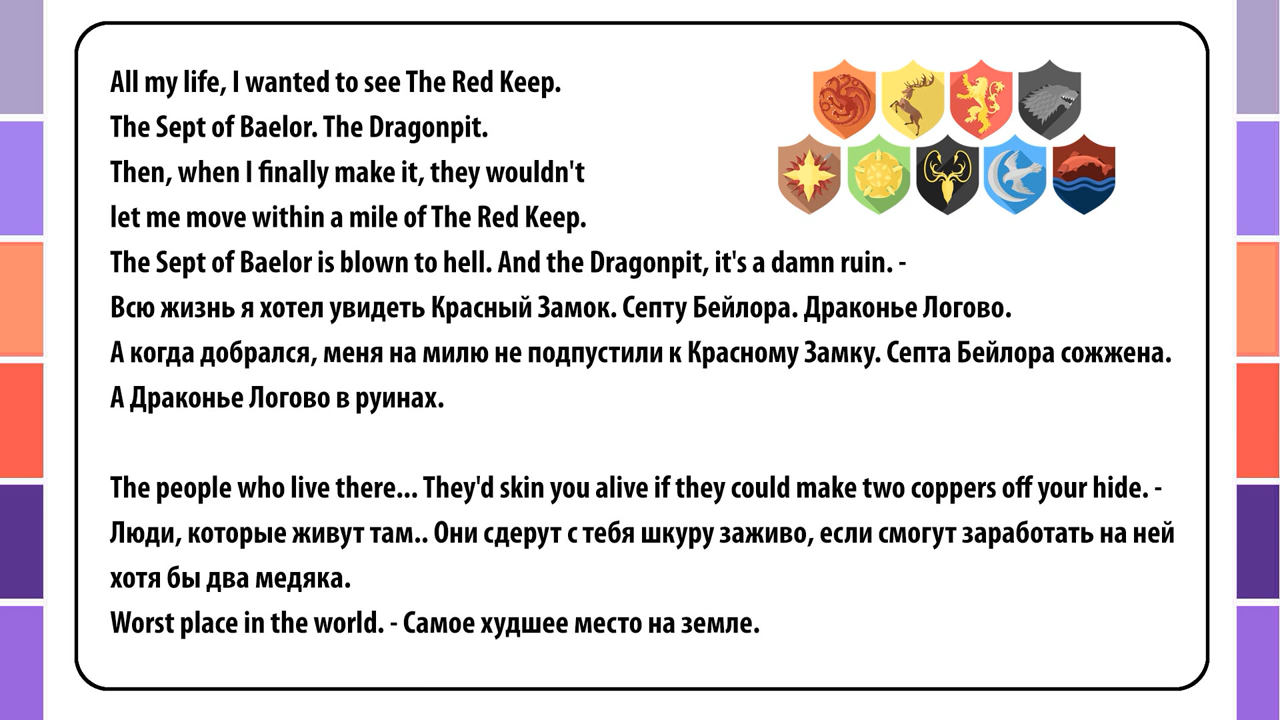 All my life, I wanted to see The Red Keep.
The Sept of Baelor. The Dragonpit.
Then, when I finally make it, they wouldn't
let me move within a mile of The Red Keep.
The Sept of Baelor is blown to hell. And the Dragonpit, it's a damn ruin. -
Всю жизнь я хотел увидеть Красный Замок. Септу Бейлора. Драконье Логово.
А когда добрался, меня на милю не подпустили к Красному Замку. Септа Бейлора сожжена.
А Драконье Логово в руинах.
The people who live there... They'd skin you alive if they could make two coppers off your hide. -
Люди, которые живут там.. Они сдерут с тебя шкуру заживо, если смогут заработать на ней
хотя бы два медяка.
Worst place in the world. - Самое худшее место на земле.